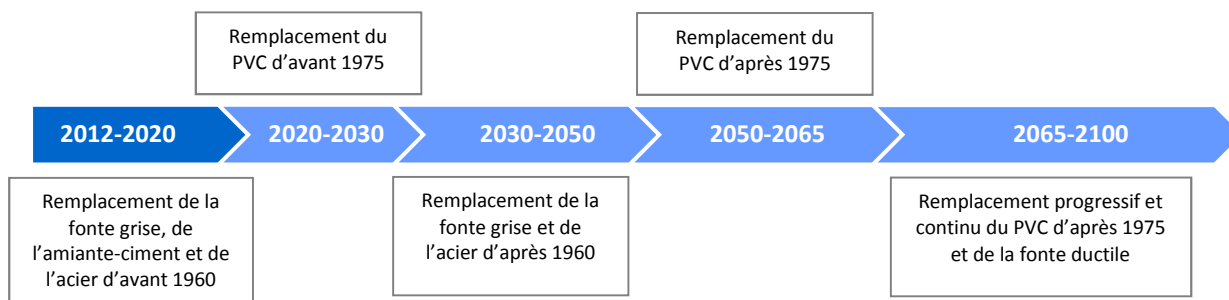 Remplacement du
PVC d’avant 1975
Remplacement du
PVC d’après 1975
2012-2020
2020-2030
2030-2050
2050-2065
2065-2100
Remplacement de la
fonte grise, de
l’amiante-ciment et de
l’acier d’avant 1960
Remplacement de la
fonte grise et de
l’acier d’après 1960
Remplacement progressif et
continu du PVC d’après 1975
et de la fonte ductile